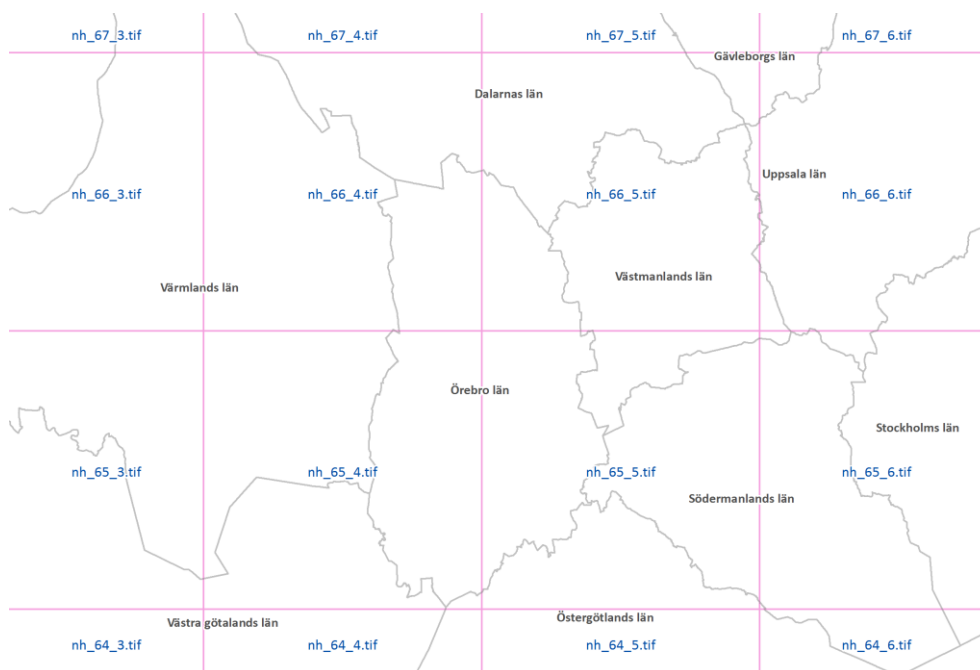 nh_67_3.tif
nh_67_4.tif
nh_67_5.tif
nh_67_6.tif
Gävleborgs län
Dalarnas län
Uppsala län
nh_66_3.tif
nh_66_4.tif
nh_66_5.tif
nh_66_6.tif
Västmanlands län
Värmlands län
Örebro län
Stockholms län
nh_65_3.tif
nh_65_4.tif
nh_65_5.tif
nh_65_6.tif
Södermanlands län
Västra götalands län
Östergötlands län
nh_64_3.tif
nh_64_4.tif
nh_64_5.tif
nh_64_6.tif